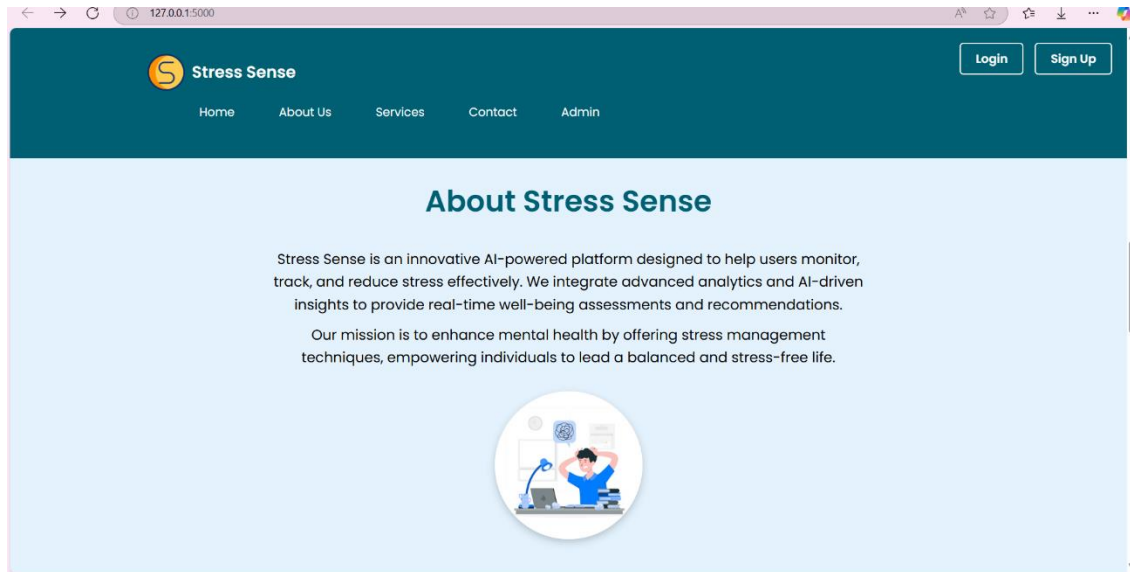 127.0.0.1:5000
Login Sign Up
Stress Sense
Home About Us Services Contact Admin
About Stress Sense
Stress Sense is an innovative AI-powered platform designed to help users monitor,
track, and reduce stress effectively. We integrate advanced analytics and AI-driven
insights to provide real-time well-being assessments and recommendations.
Our mission is to enhance mental health by offering stress management
techniques, empowering individuals to lead a balanced and stress-free life.